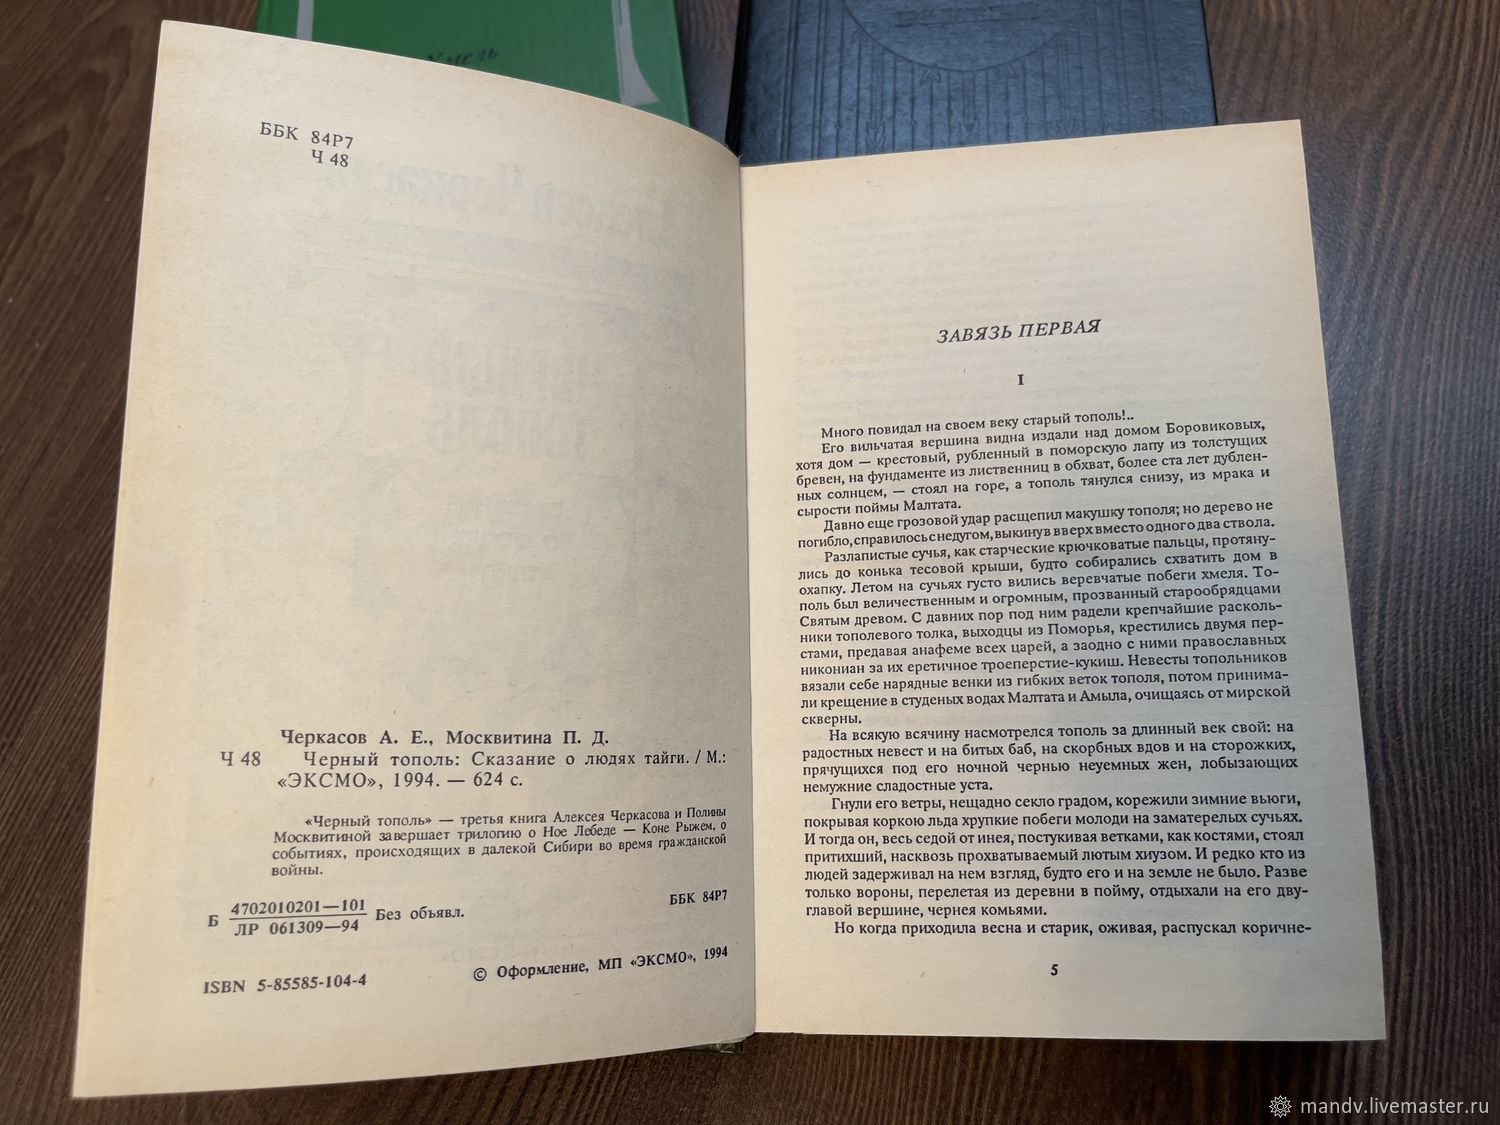 Хмель
ББК 84Р7
Ч 48
Черкасов А. Е., Москвитина П. Д.
Ч 48 Черный тополь: Сказание о людях тайги. / М.:
«ЭКСМО», 1994. — 624 с.
«Черный тополь» — третья книга Алексея Черкасова и Полины
Москвитиной завершает трилогию о Ное Лебеде — Коне Рыжем, о
событиях, происходящих в далекой Сибири во время гражданской
войны.
Б 4702010201—101 Без объявл.
ЛР 061309—94
ББК 84Р7
ISBN 5-85585-104-4
© Оформление, МП «ЭКСМО», 1994
ЗАВЯЗЬ ПЕРВАЯ
I
Много повидал на своем веку старый тополь!..
Его вильчатая вершина видна издали над домом Боровиковых,
хотя дом — крестовый, рубленный в поморскую лапу из толстущих
бревен, на фундаменте из лиственниц в обхват, более ста лет дублен-
ных солнцем, — стоял на горе, а тополь тянулся снизу, из мрака и
сырости поймы Малтата.
Давно еще грозовой удар расщепил макушку тополя; но дерево не
погибло, справилось с недугом, выкинув вверх вместо одного два ствола.
Разлапистые сучья, как старческие крючковатые пальцы, протяну-
лись до конька тесовой крыши, будто собирались схватить дом в
охапку. Летом на сучьях густо вились веревчатые побеги хмеля. То-
поль был величественным и огромным, прозванный старообрядцами
Святым древом. С давних пор под ним радели крепчайшие расколь-
ники тополевого толка, выходцы из Поморья, крестились двумя пер-
стами, предавая анафеме всех царей, а заодно с ними православных
никониан за их еретичное троеперстие-кукиш. Невесты топольников
вязали себе нарядные венки из гибких веток тополя, потом принима-
ли крещение в студеных водах Малтата и Амыла, очищаясь от мирской
скверны.
На всякую всячину насмотрелся тополь за длинный век свой: на
радостных невест и на битых баб, на скорбных вдов и на сторожких,
прячущихся под его ночной чернью неуемных жен, лобызающих
немужние сладостные уста.
Гнули его ветры, нещадно секло градом, корежили зимние вьюги,
покрывая коркою льда хрупкие побеги молоди на заматерелых сучьях.
И тогда он, весь седой от инея, постукивая ветками, как костями, стоял
притихший, насквозь прохватываемый лютым хиузом. И редко кто из
людей задерживал на нем взгляд, будто его и на земле не было. Разве
только вороны, перелетая из деревни в пойму, отдыхали на его дву-
главой вершине, чернея комьями.
Но когда приходила весна и старик, оживая, распускал коричне-
5
mandv.livemaster.ru